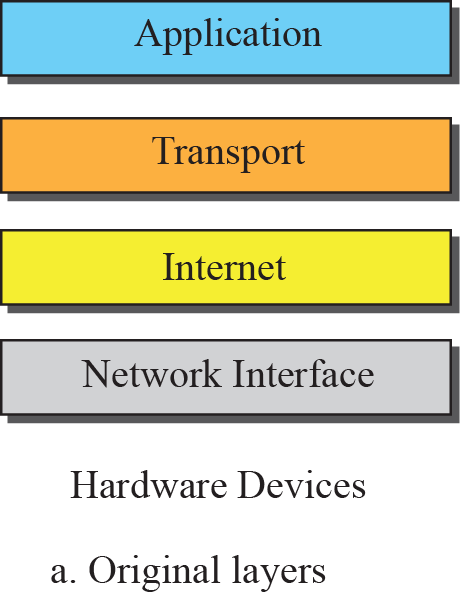 Application
Transport
Internet
Network Interface
Hardware Devices
a. Original layers